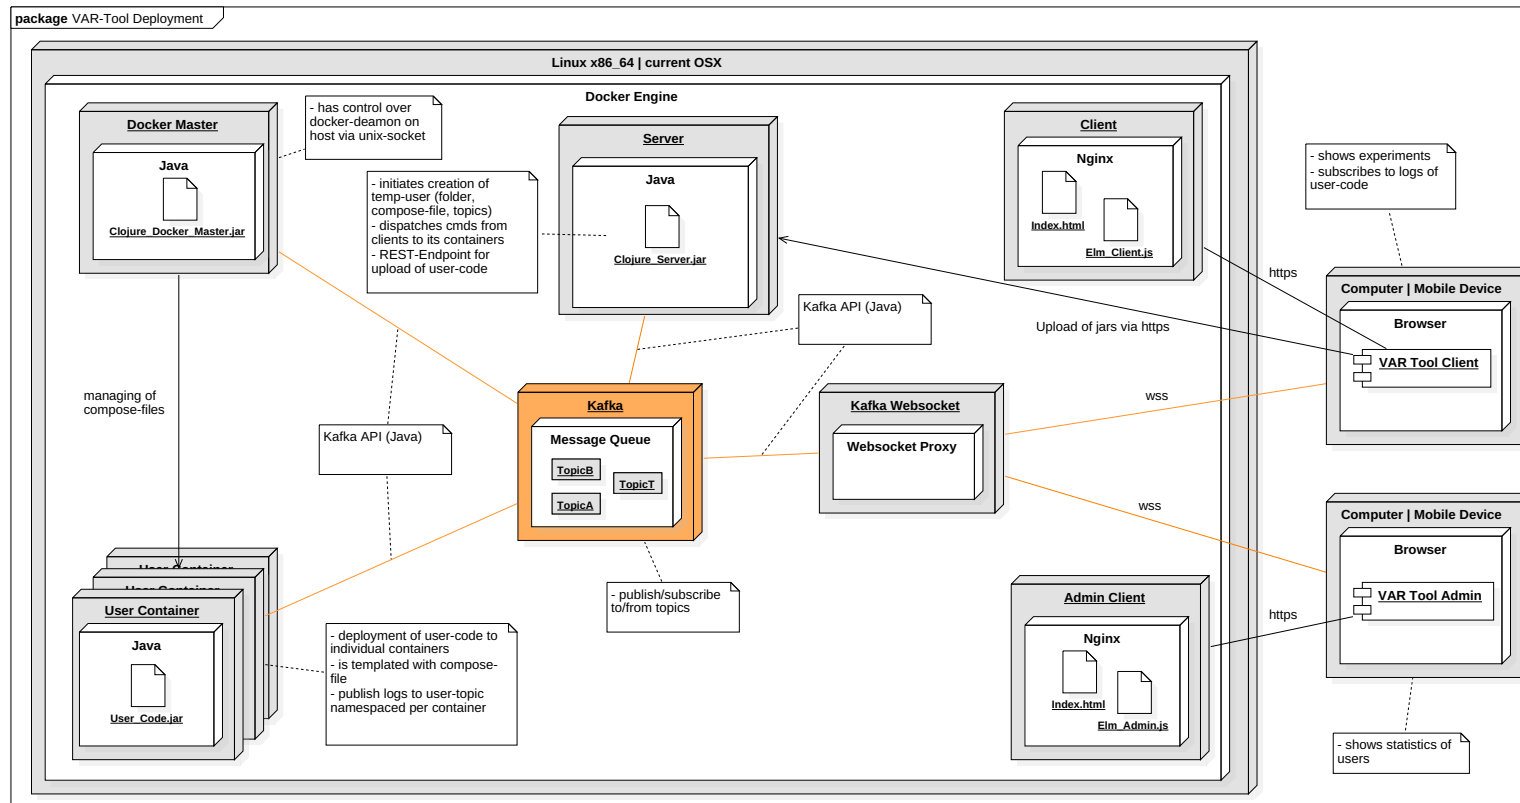 package VAR-Tool Deployment
Linux x86_64 | current OSX
Docker Engine
Docker Master
Java
Clojure_Docker_Master.jar
- has control over
docker-deamon on
host via unix-socket
- initiates creation of
temp-user (folder,
compose-file, topics)
- dispatches cmds from
clients to its containers
- REST-Endpoint for
upload of user-code
Server
Java
Clojure_Server.jar
Client
Nginx
Index.html
Elm_Client.js
- shows experiments
- subscribes to logs of
user-code
https
Computer | Mobile Device
Browser
VAR Tool Client
Upload of jars via https
Kafka API (Java)
managing of
compose-files
Kafka API (Java)
Kafka
Message Queue
TopicB
TopicT
TopicA
Kafka Websocket
Websocket Proxy
wss
wss
Computer | Mobile Device
Browser
VAR Tool Admin
https
- publish/subscribe
to/from topics
User Container
User Container
User Container
Java
User_Code.jar
- deployment of user-code to
individual containers
- is templated with compose-
file
- publish logs to user-topic
namespaced per container
Admin Client
Nginx
Index.html
Elm_Admin.js
- shows statistics of
users